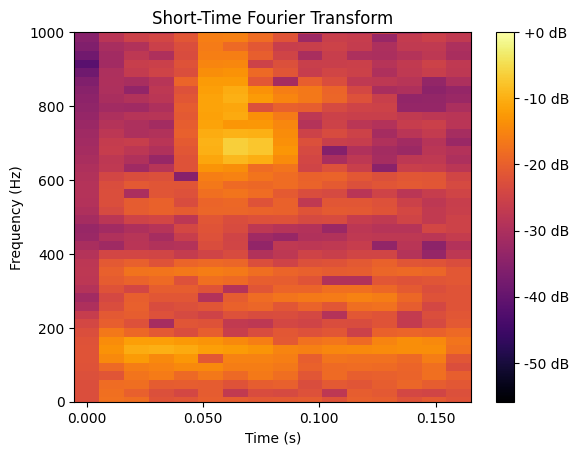 Short-Time Fourier Transform
Frequency (Hz)
1000
800
600
400
200
0
0.000
0.050
0.100
0.150
Time (s)
+0 dB
-10 dB
-20 dB
-30 dB
-40 dB
-50 dB